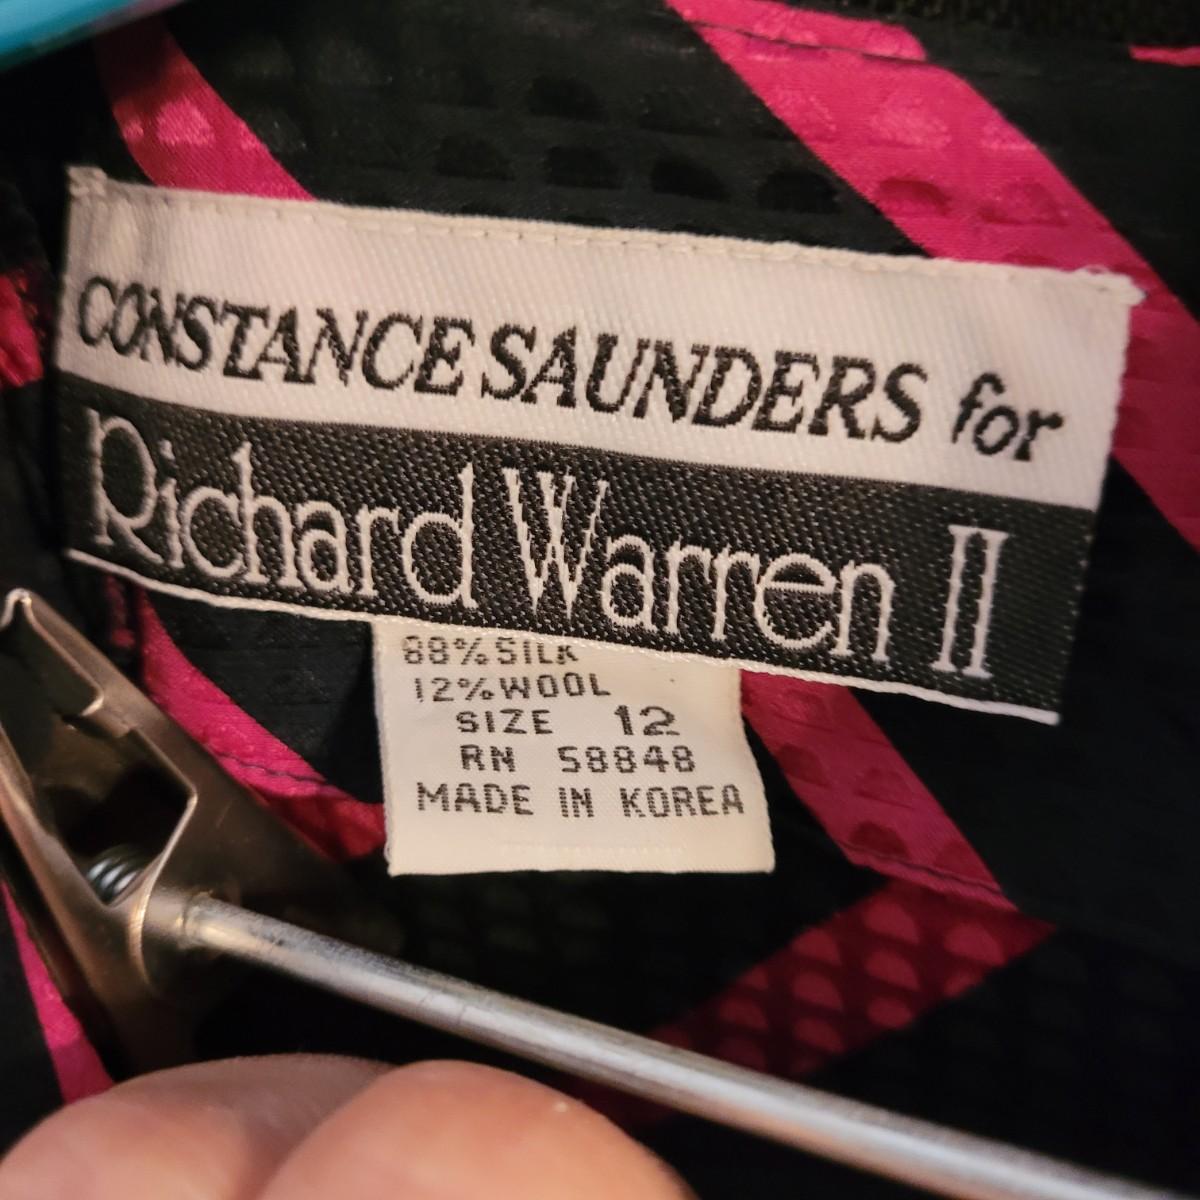 CONSTANCE SAUNDERS for
Richard Warren II
88% SILK
12% WOOL
SIZE 12
RN 58848
MADE IN KOREA